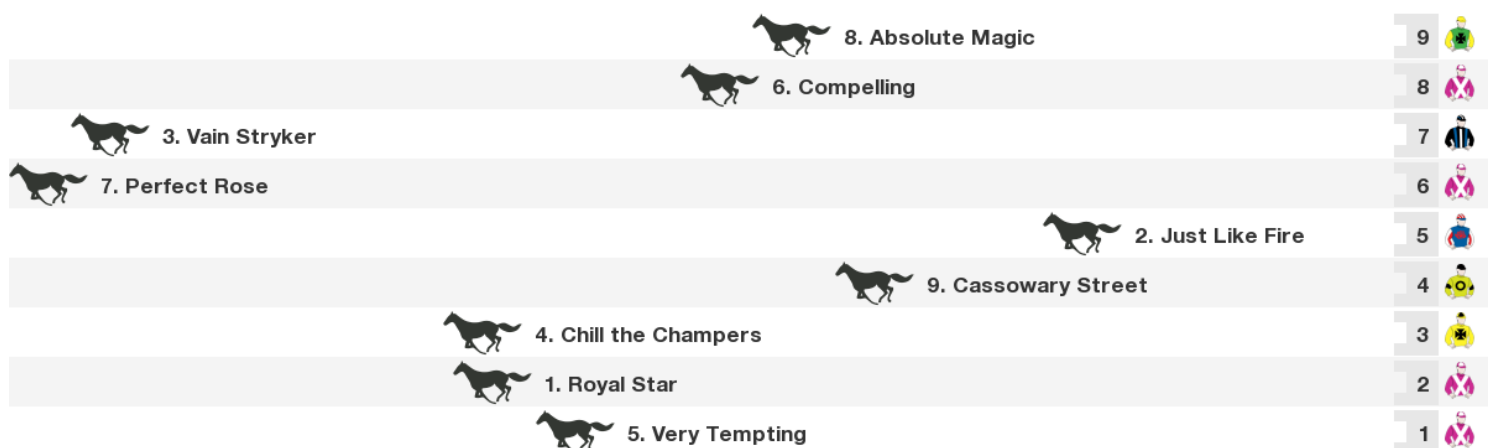 8. Absolute Magic 9
6. Compelling 8
3. Vain Stryker 7
7. Perfect Rose 6
2. Just Like Fire 5
9. Cassowary Street 4
4. Chill the Champers 3
1. Royal Star 2
5. Very Tempting 1